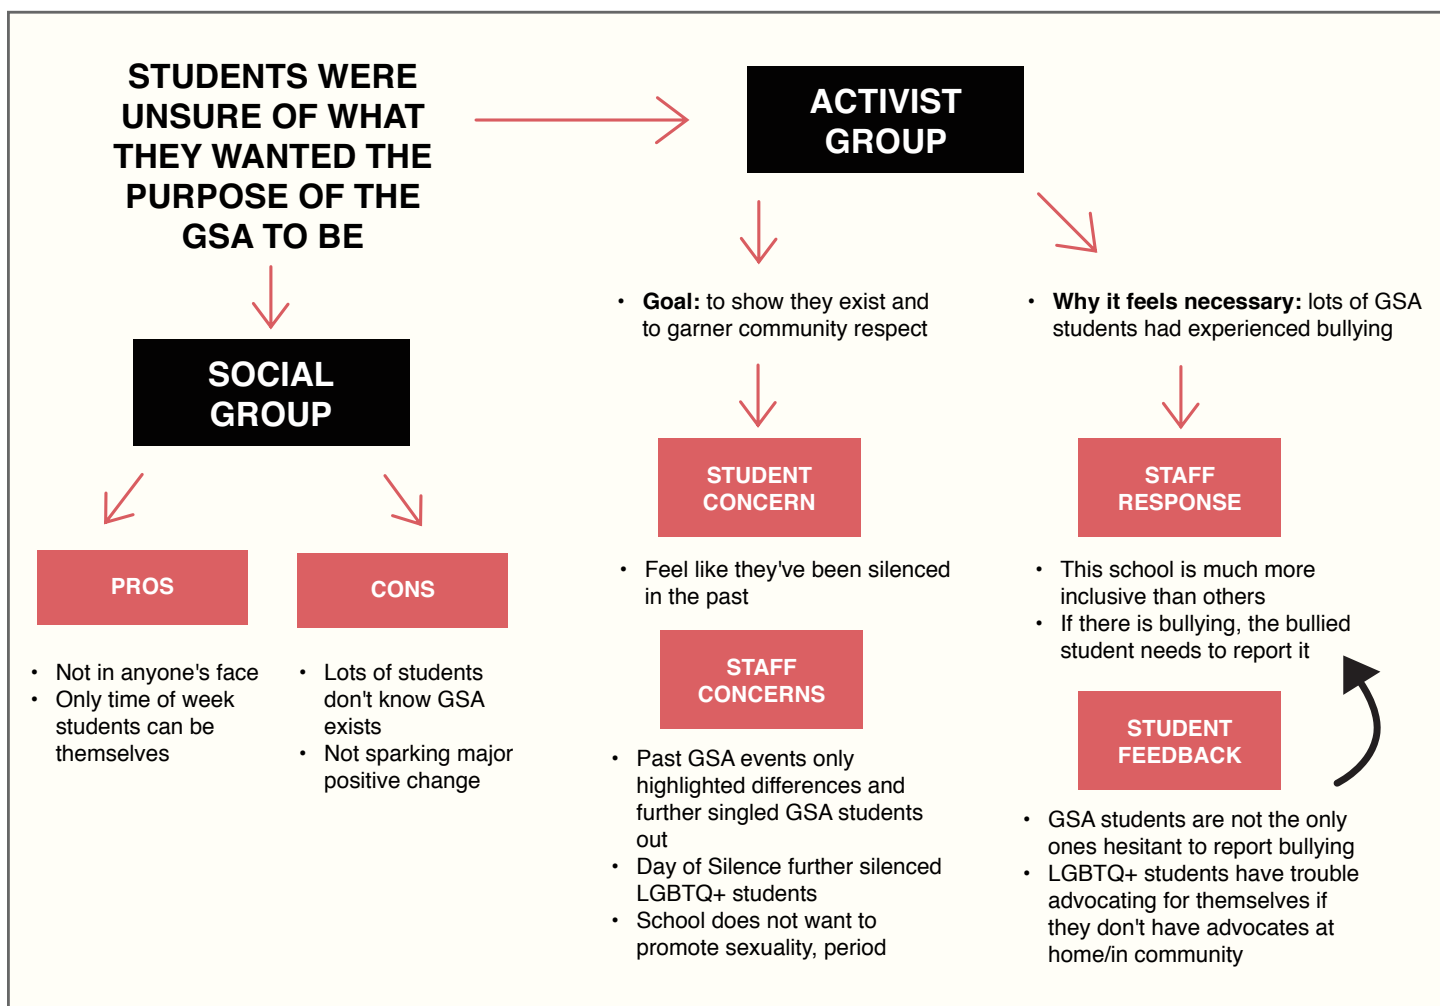 STUDENTS WERE
UNSURE OF WHAT
THEY WANTED THE
PURPOSE OF THE
GSA TO BE
SOCIAL
GROUP
PROS
• Not in anyone's face
• Only time of week
students can be
themselves
CONS
• Lots of students
don't know GSA
exists
• Not sparking major
positive change
ACTIVIST
GROUP
• Goal: to show they exist and
to garner community respect
STUDENT
CONCERN
• Feel like they've been silenced
in the past
STAFF
CONCERNS
• Past GSA events only
highlighted differences and
further singled GSA students
out
• Day of Silence further silenced
LGBTQ+ students
• School does not want to
promote sexuality, period
• Why it feels necessary: lots of GSA
students had experienced bullying
STAFF
RESPONSE
• This school is much more
inclusive than others
• If there is bullying, the bullied
student needs to report it
STUDENT
FEEDBACK
• GSA students are not the only
ones hesitant to report bullying
• LGBTQ+ students have trouble
advocating for themselves if
they don't have advocates at
home/in community